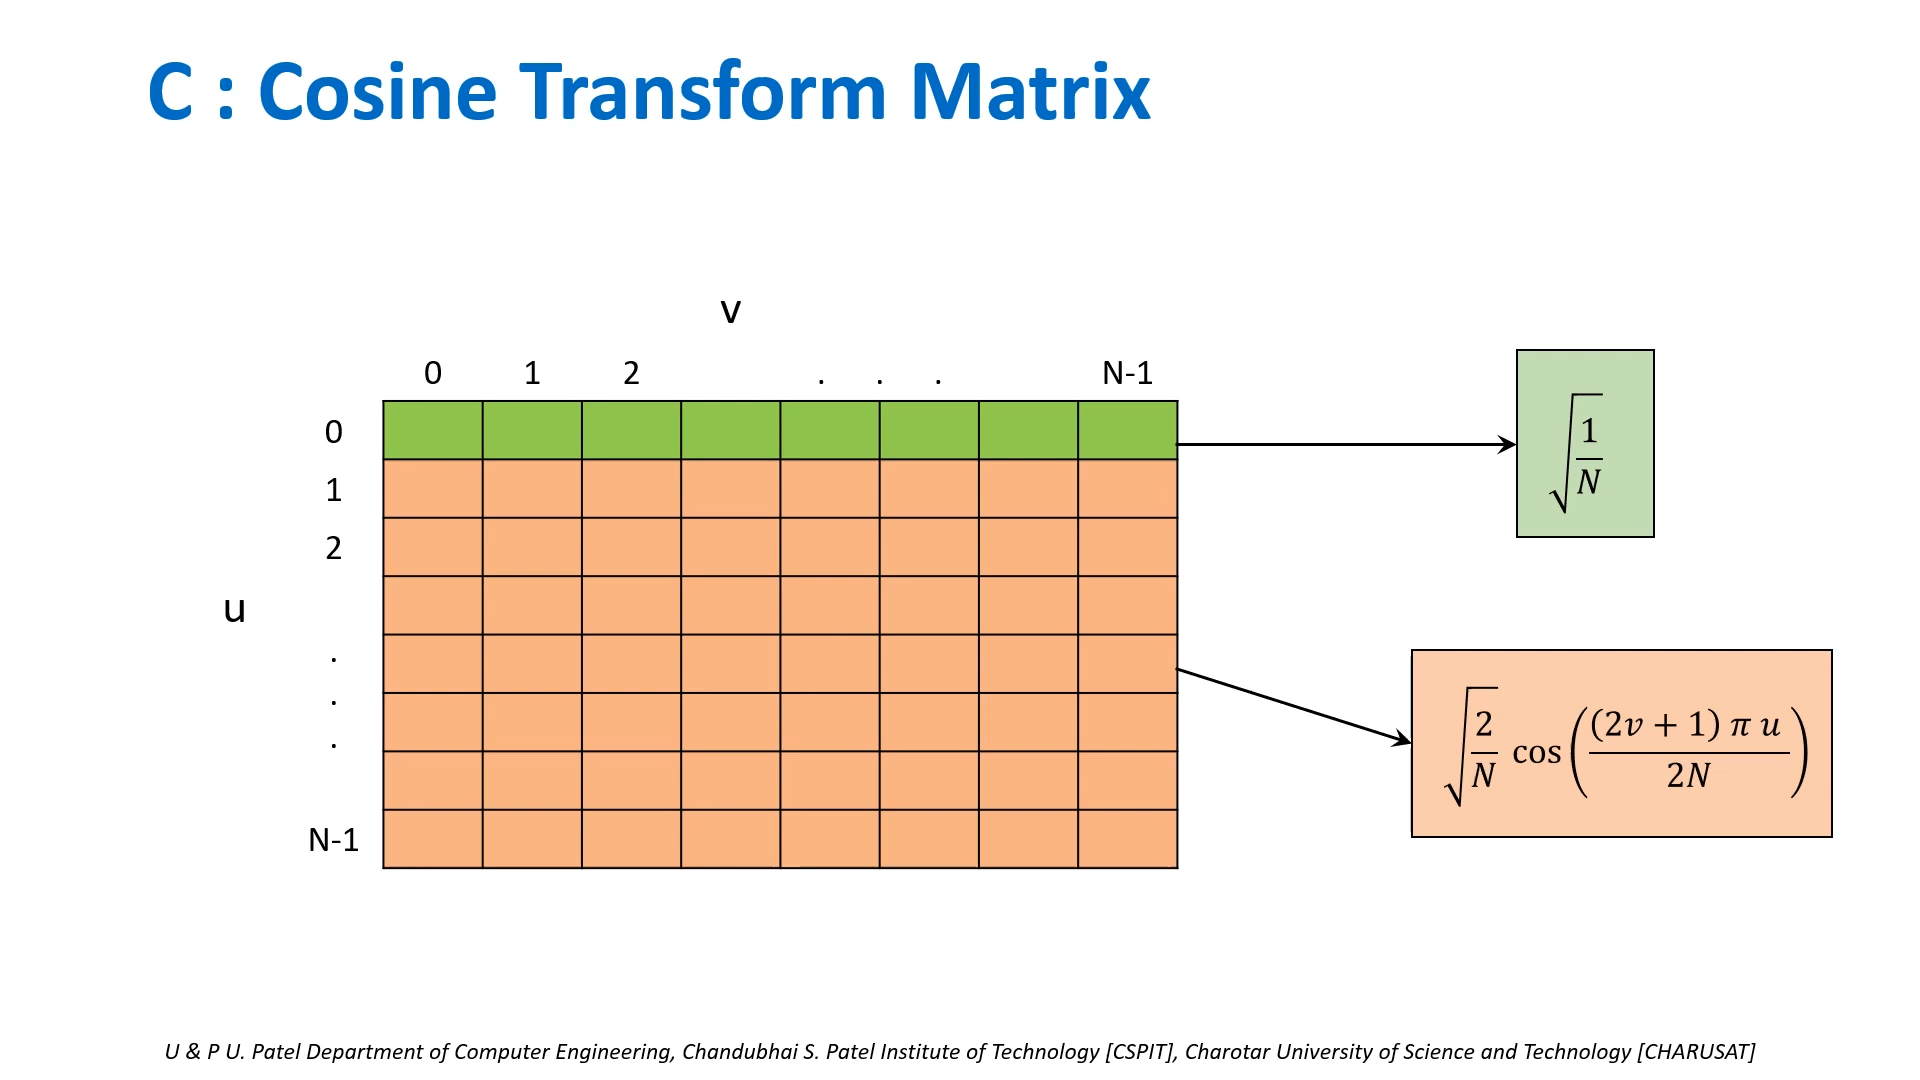 C : Cosine Transform Matrix
v
0 1 2 . . . N-1
0
1
2
u
.
.
.
N-1
√(1/N)
√(2/N) cos((2v + 1) π u / 2N)
U & P U. Patel Department of Computer Engineering, Chandubhai S. Patel Institute of Technology [CSPIT], Charotar University of Science and Technology [CHARUSAT]